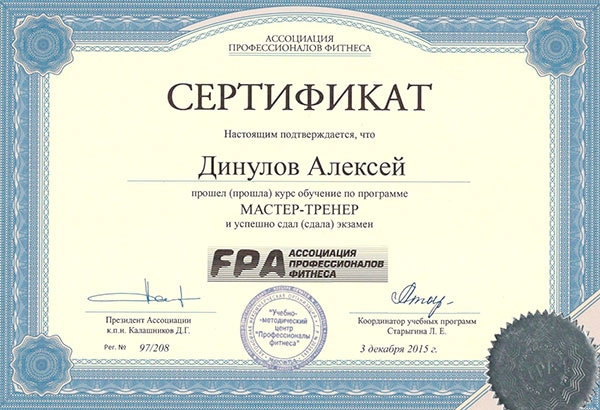 АССОЦИАЦИЯ
ПРОФЕССИОНАЛОВ ФИТНЕСА
СЕРТИФИКАТ
Настоящим подтверждается, что
Динулов Алексей
прошел (прошла) курс обучение по программе
МАСТЕР-ТРЕНЕР
и успешно сдал (сдала) экзамен
FPA АССОЦИАЦИЯ
ПРОФЕССИОНАЛОВ
ФИТНЕСА
Президент Ассоциации
к.п.н. Калашников Д.Г.
Рег. № 97/208
"Учебно-
-методический
центр
"Профессионалы
фитнеса"
Координатор учебных программ
Старыгина Л. Е.
3 декабря 2015 г.